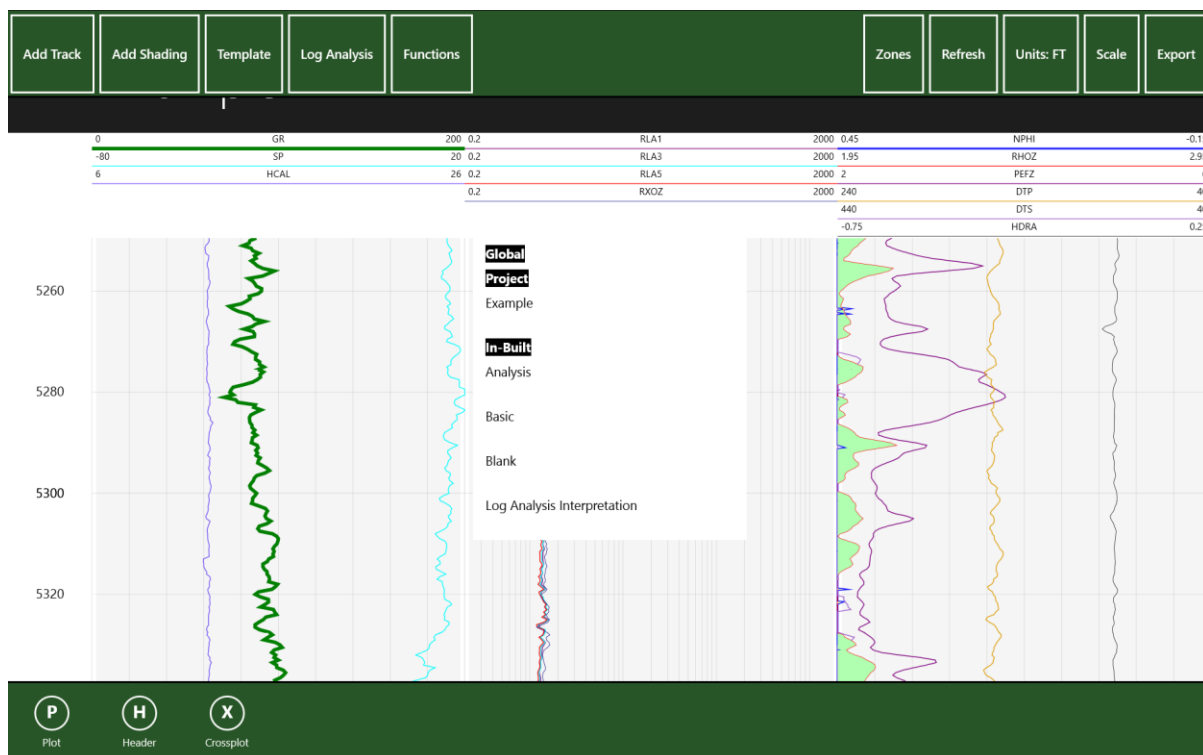 Add Track Add Shading Template Log Analysis Functions Zones Refresh Units: FT Scale Export
0 GR 200 0.2 RLA1 2000 0.45 NPHI
-80 SP 20 0.2 RLA3 2000 1.95 RHOZ
6 HCAL 26 0.2 RLA5 2000 2 PEFZ
0.2 RXOZ 2000 240 DTP
440 DTS
-0.75 HDRA
Global
Project
Example
In-Built
Analysis
Basic
Blank
Log Analysis Interpretation
5260
5280
5300
5320
P H X
Plot Header Crossplot